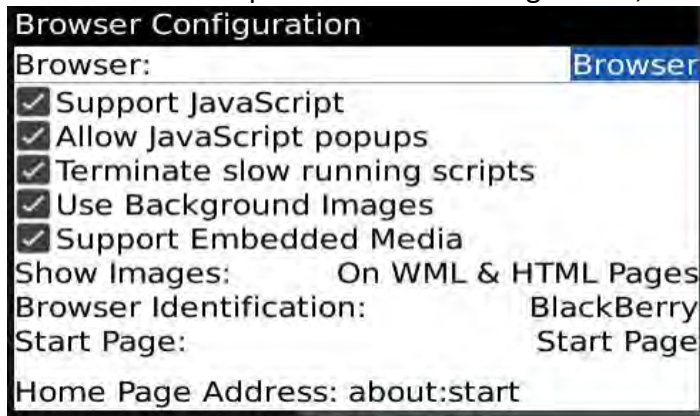 Browser Configuration
Browser: Browser
Support JavaScript
Allow JavaScript popups
Terminate slow running scripts
Use Background Images
Support Embedded Media
Show Images: On WML & HTML Pages
Browser Identification: BlackBerry
Start Page: Start Page
Home Page Address: about:start